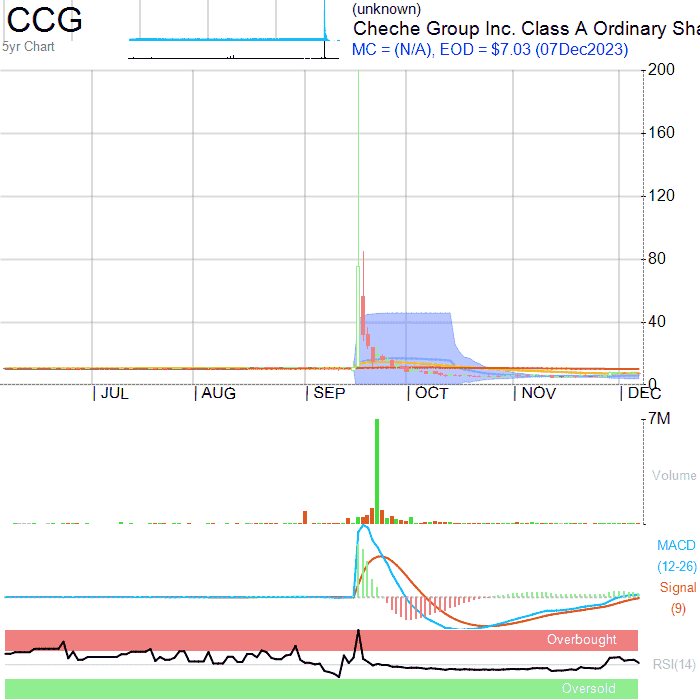 CCG
5yr Chart
(unknown)
Cheche Group Inc. Class A Ordinary Sha
MC = (N/A), EOD = $7.03 (07Dec2023)
200
160
120
80
40
0
JUL AUG SEP OCT NOV DEC
7M
Volume
MACD
(12-26)
Signal
(9)
Overbought
RSI(14)
Oversold